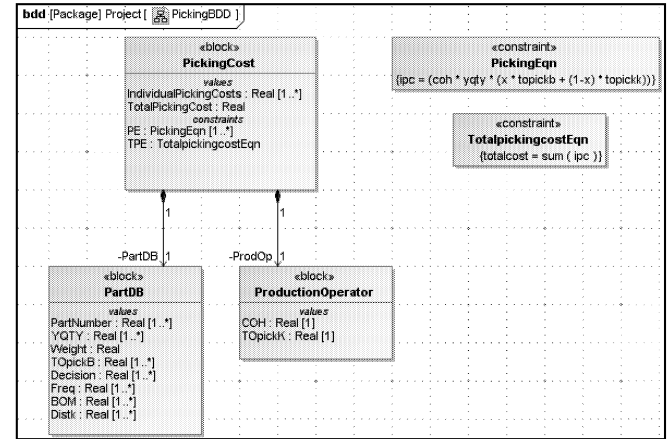 bdd [Package] Project [ PickingBDD ]
«block»
PickingCost
values
IndividualPickingCosts : Real [1..*]
TotalPickingCost : Real
constraints
PE : PickingEqn [1..*]
TPE : TotalpickingcostEqn
«constraint»
PickingEqn
{ipc = (coh * yqty * (x * topickb + (1-x) * topickk))}
«constraint»
TotalpickingcostEqn
{totalcost = sum ( ipc )}
1
1
-PartDB 1
-ProdOp 1
«block»
PartDB
values
PartNumber : Real [1..*]
YQTY : Real [1..*]
Weight : Real
TOpickB : Real [1..*]
Decision : Real [1..*]
Freq : Real [1..*]
BOM : Real [1..*]
Distk : Real [1..*]
«block»
ProductionOperator
values
COH : Real [1]
TOpickK : Real [1]